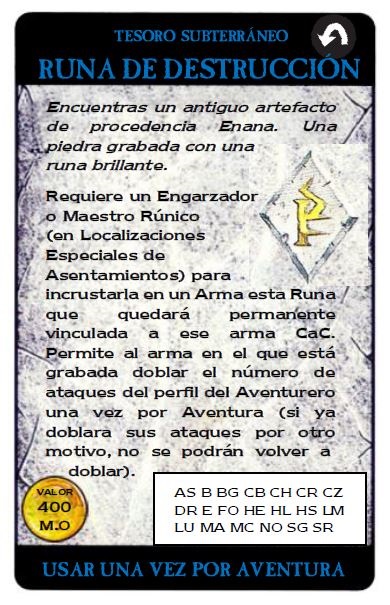 TESORO SUBTERRÁNEO
RUNA DE DESTRUCCIÓN
Encuentras un antiguo artefacto
de procedencia Enana. Una
piedra grabada con una
runa brillante.
Requiere un Engarzador
o Maestro Rúnico
(en Localizaciones
Especiales de
Asentamientos) para
incrustarla en un Arma esta Runa
que quedará permanente
vinculada a ese arma CaC.
Permite al arma en el que está
grabada doblar el número de
ataques del perfil del Aventurero
una vez por Aventura (si ya
doblara sus ataques por otro
motivo, no se podrán volver a
doblar).
VALOR
400
M.O
AS B BG CB CH CR CZ
DR E FO HE HL HS LM
LU MA MC NO SG SR
USAR UNA VEZ POR AVENTURA